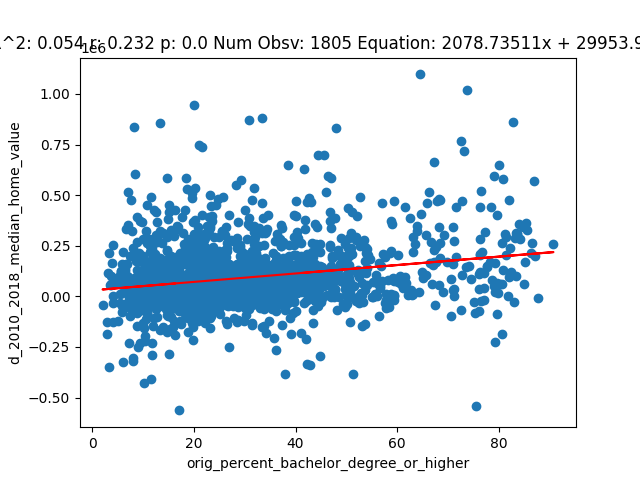 ^2: 0.054 r: 0.232 p: 0.0 Num Obsv: 1805 Equation: 2078.73511x + 29953.9
1e6
1.00
0.75
0.50
0.25
0.00
−0.25
−0.50
d_2010_2018_median_home_value
0 20 40 60 80
orig_percent_bachelor_degree_or_higher